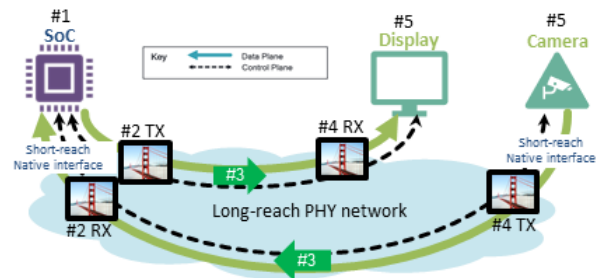 #1
SoC
Key
Data Plane
Control Plane
#5
Display
#5
Camera
Short-reach
Native interface
#2 TX
#4 RX
#3
Short-reach
Native interface
Long-reach PHY network
#2 RX
#4 TX
#3